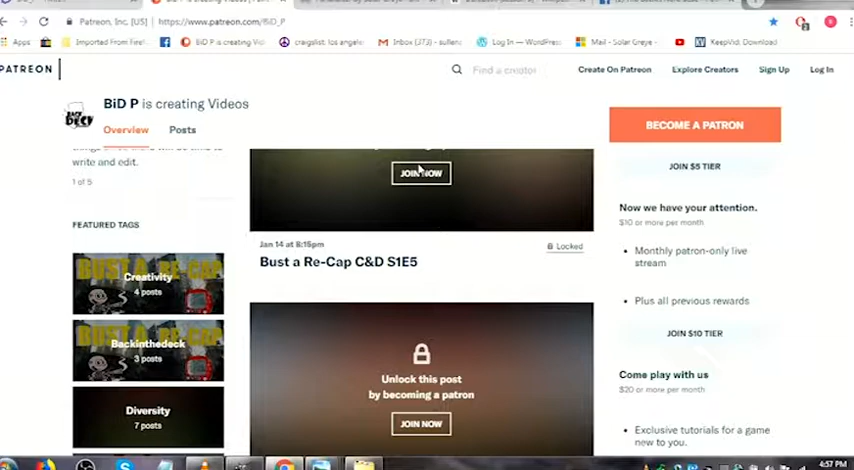 Patreon, Inc. [US]
https://www.patreon.com/BiD_P
Apps
Imported From Firef
BiD P is creating Vid
craigslist: los angele
Inbox (373) - sullen
Log In — WordPress
Mail - Solar Greye -
KeepVid: Download
PATREON
Find a creator
Create On Patreon
Explore Creators
Sign Up
Log In
BACK
DECK
BiD P is creating Videos
Overview
Posts
BECOME A PATRON
write and edit.
1 of 5
FEATURED TAGS
Creativity
4 posts
Backinthedeck
3 posts
Diversity
7 posts
JOIN NOW
Jan 14 at 8:15pm
Locked
Bust a Re-Cap C&D S1E5
Unlock this post
by becoming a patron
JOIN NOW
JOIN $5 TIER
Now we have your attention.
$10 or more per month
Monthly patron-only live
stream
Plus all previous rewards
JOIN $10 TIER
Come play with us
$20 or more per month
Exclusive tutorials for a game
new to you.
4:57 PM